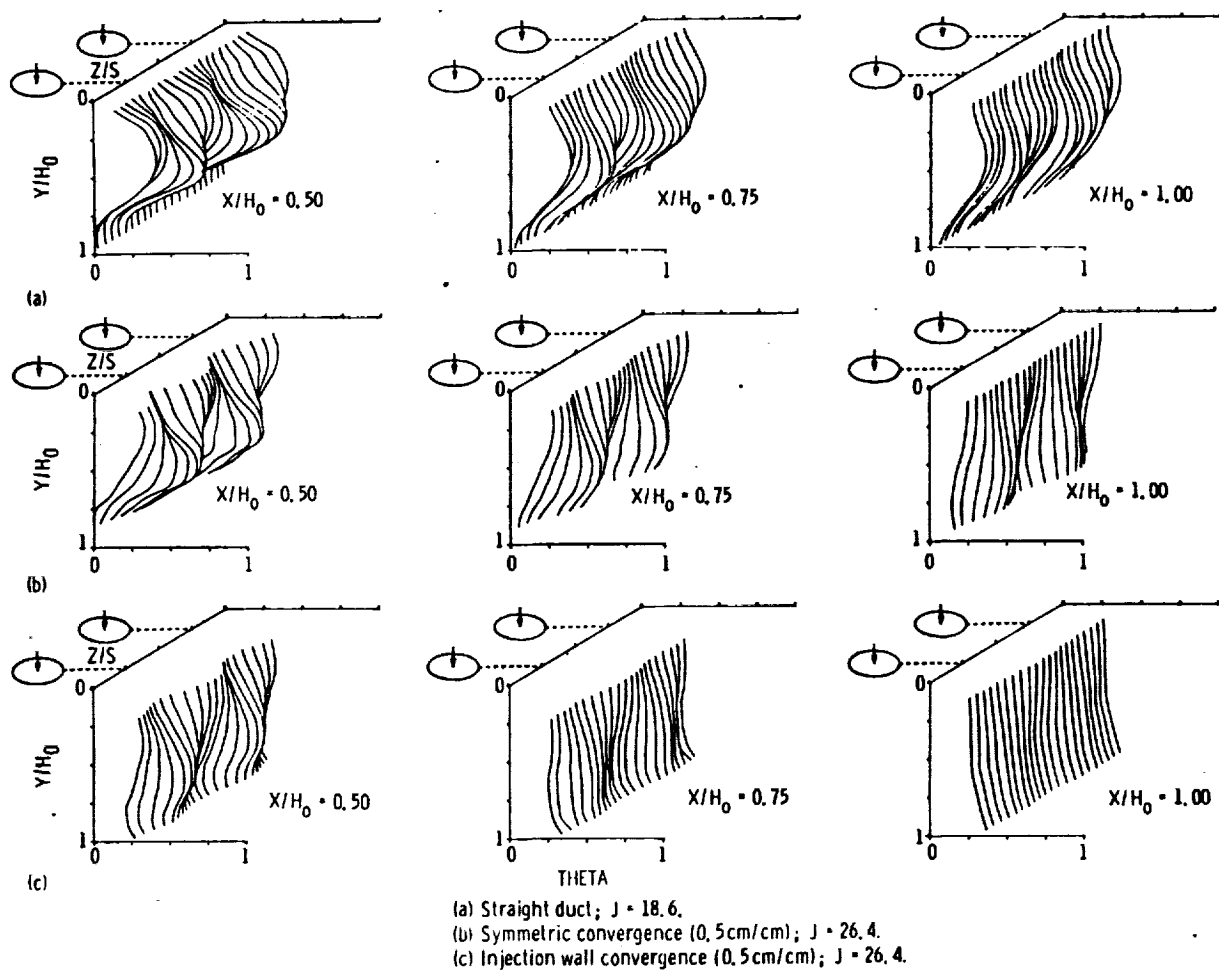 Z/S
0
Y/H0
X/H0 = 0.50
1
0 1
X/H0 = 0.75
0
1
0 1
X/H0 = 1.00
0
1
0 1
(a)
Z/S
0
Y/H0
X/H0 = 0.50
1
0 1
X/H0 = 0.75
0
1
0 1
X/H0 = 1.00
0
1
0 1
(b)
Z/S
0
Y/H0
X/H0 = 0.50
1
0 1
X/H0 = 0.75
0
1
0 1
X/H0 = 1.00
0
1
0 1
(c)
THETA
(a) Straight duct; J = 18.6.
(b) Symmetric convergence (0.5cm/cm); J = 26.4.
(c) Injection wall convergence (0.5cm/cm); J = 26.4.